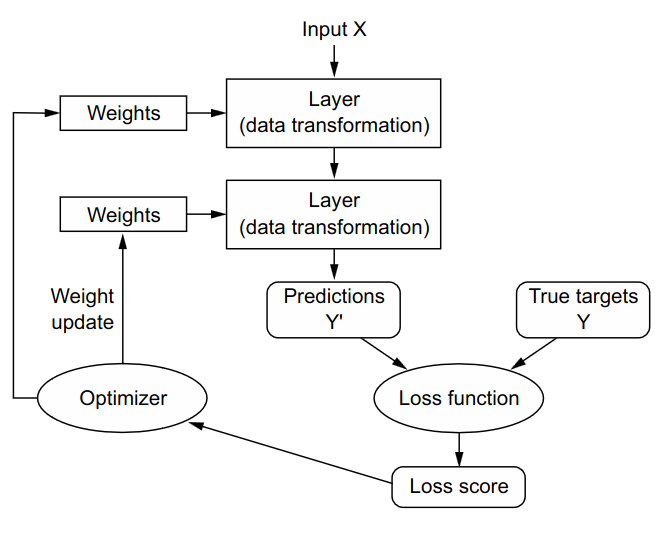 Input X
Layer
(data transformation)
Weights
Layer
(data transformation)
Weights
Weight
update
Predictions
Y'
True targets
Y
Optimizer
Loss function
Loss score